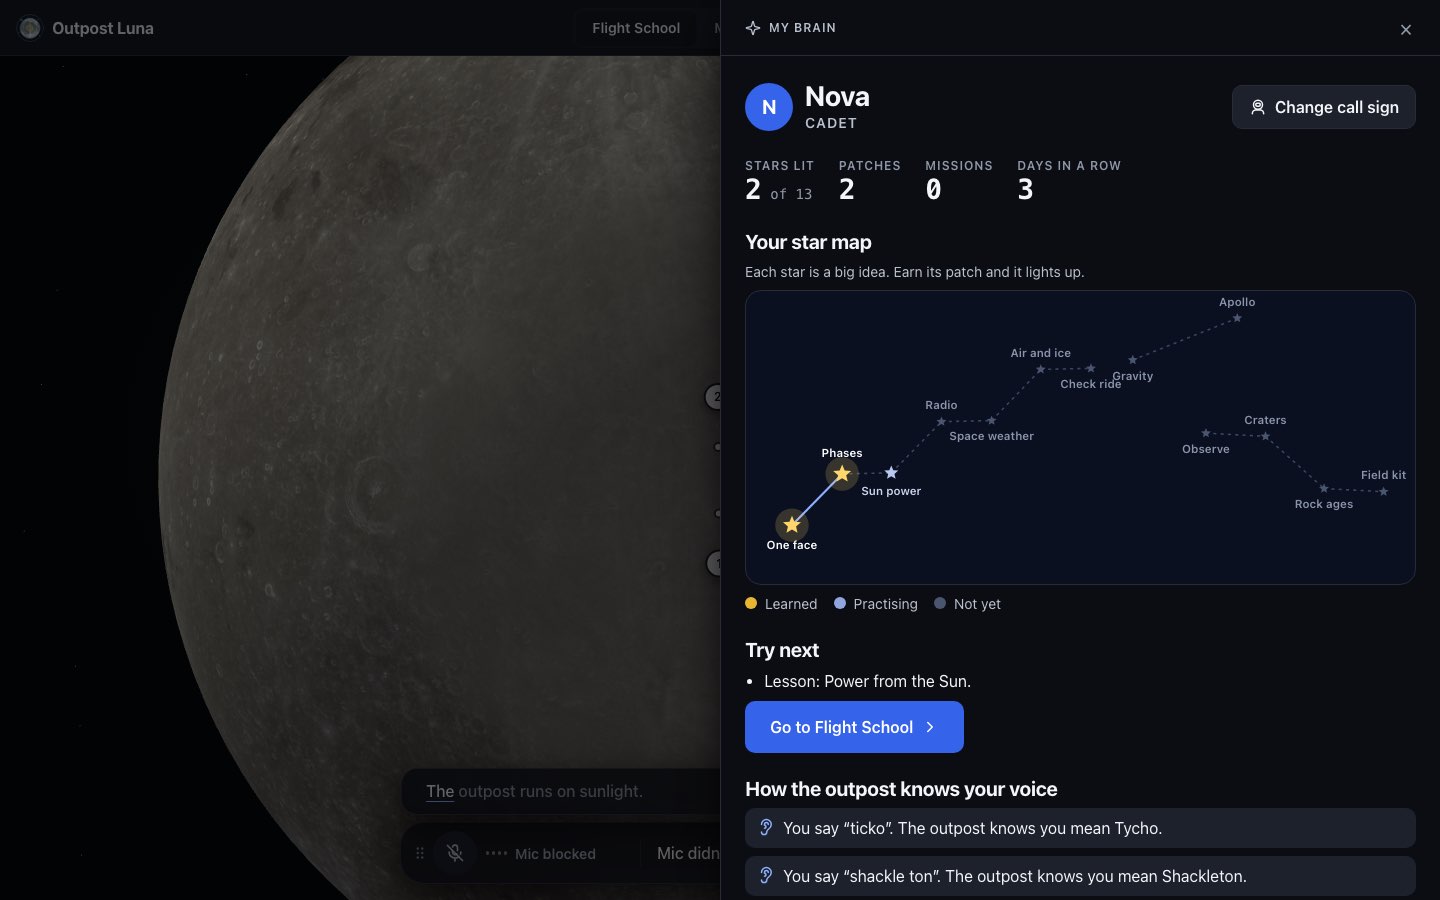 Outpost Luna
Flight School
MY BRAIN
N
Nova
CADET
Change call sign
STARS LIT
2 of 13
PATCHES
2
MISSIONS
0
DAYS IN A ROW
3
Your star map
Each star is a big idea. Earn its patch and it lights up.
Apollo
Air and ice
Gravity
Check ride
Radio
Craters
Space weather
Observe
Phases
Field kit
Sun power
Rock ages
One face
Learned
Practising
Not yet
Try next
Lesson: Power from the Sun.
Go to Flight School
How the outpost knows your voice
You say “ticko”. The outpost knows you mean Tycho.
You say “shackle ton”. The outpost knows you mean Shackleton.
2
1
The outpost runs on sunlight.
Mic blocked
Mic didn